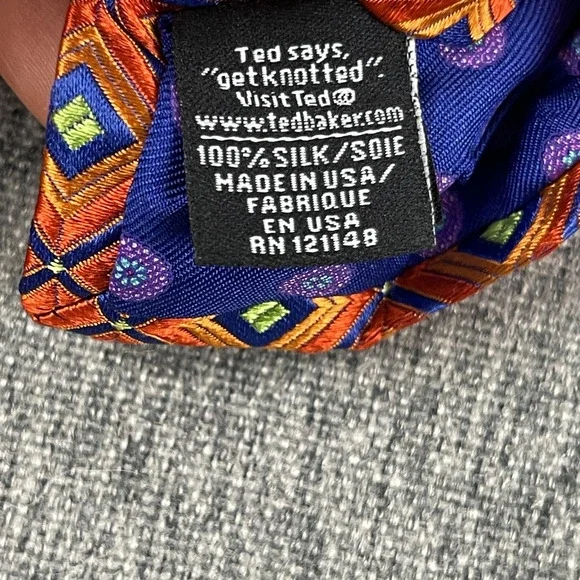 Ted says,
"getknotted".
Visit Ted@
www.tedbaker.com
100% SILK/SOIE
MADE IN USA/
FABRIQUE
EN USA
RN 121148